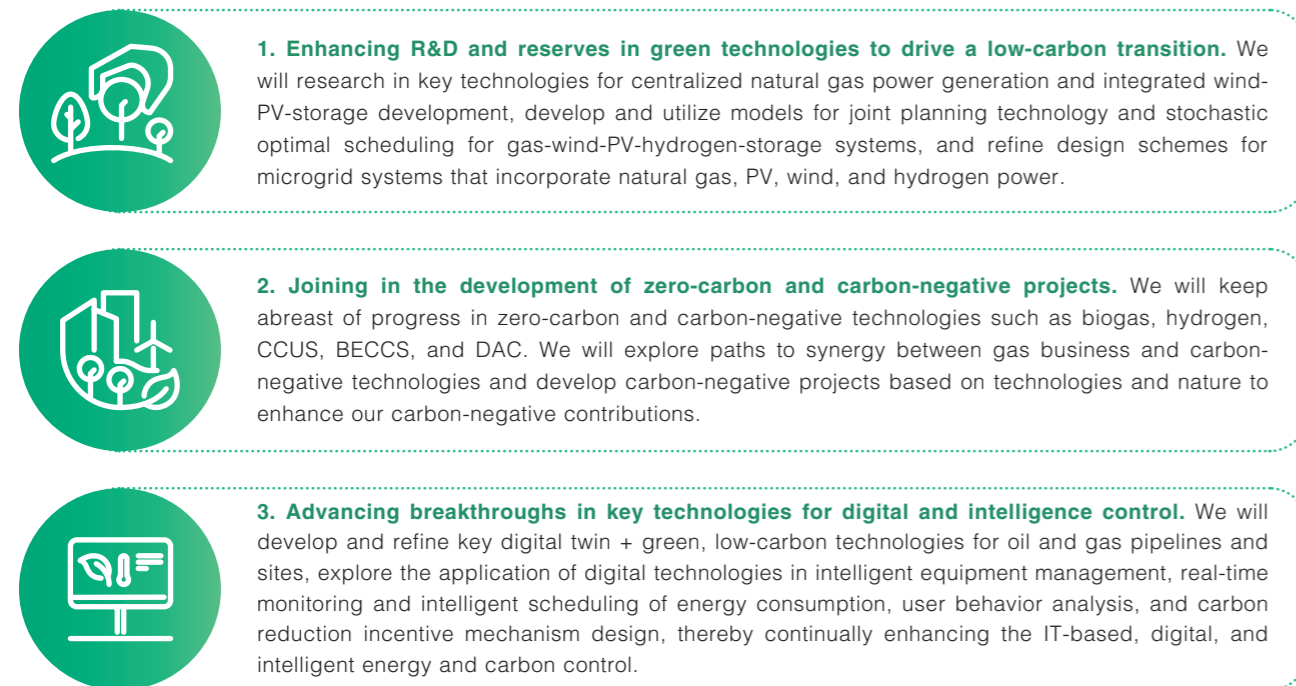 1. Enhancing R&D and reserves in green technologies to drive a low-carbon transition. We
will research in key technologies for centralized natural gas power generation and integrated wind-
PV-storage development, develop and utilize models for joint planning technology and stochastic
optimal scheduling for gas-wind-PV-hydrogen-storage systems, and refine design schemes for
microgrid systems that incorporate natural gas, PV, wind, and hydrogen power.
2. Joining in the development of zero-carbon and carbon-negative projects. We will keep
abreast of progress in zero-carbon and carbon-negative technologies such as biogas, hydrogen,
CCUS, BECCS, and DAC. We will explore paths to synergy between gas business and carbon-
negative technologies and develop carbon-negative projects based on technologies and nature to
enhance our carbon-negative contributions.
3. Advancing breakthroughs in key technologies for digital and intelligence control. We will
develop and refine key digital twin + green, low-carbon technologies for oil and gas pipelines and
sites, explore the application of digital technologies in intelligent equipment management, real-time
monitoring and intelligent scheduling of energy consumption, user behavior analysis, and carbon
reduction incentive mechanism design, thereby continually enhancing the IT-based, digital, and
intelligent energy and carbon control.